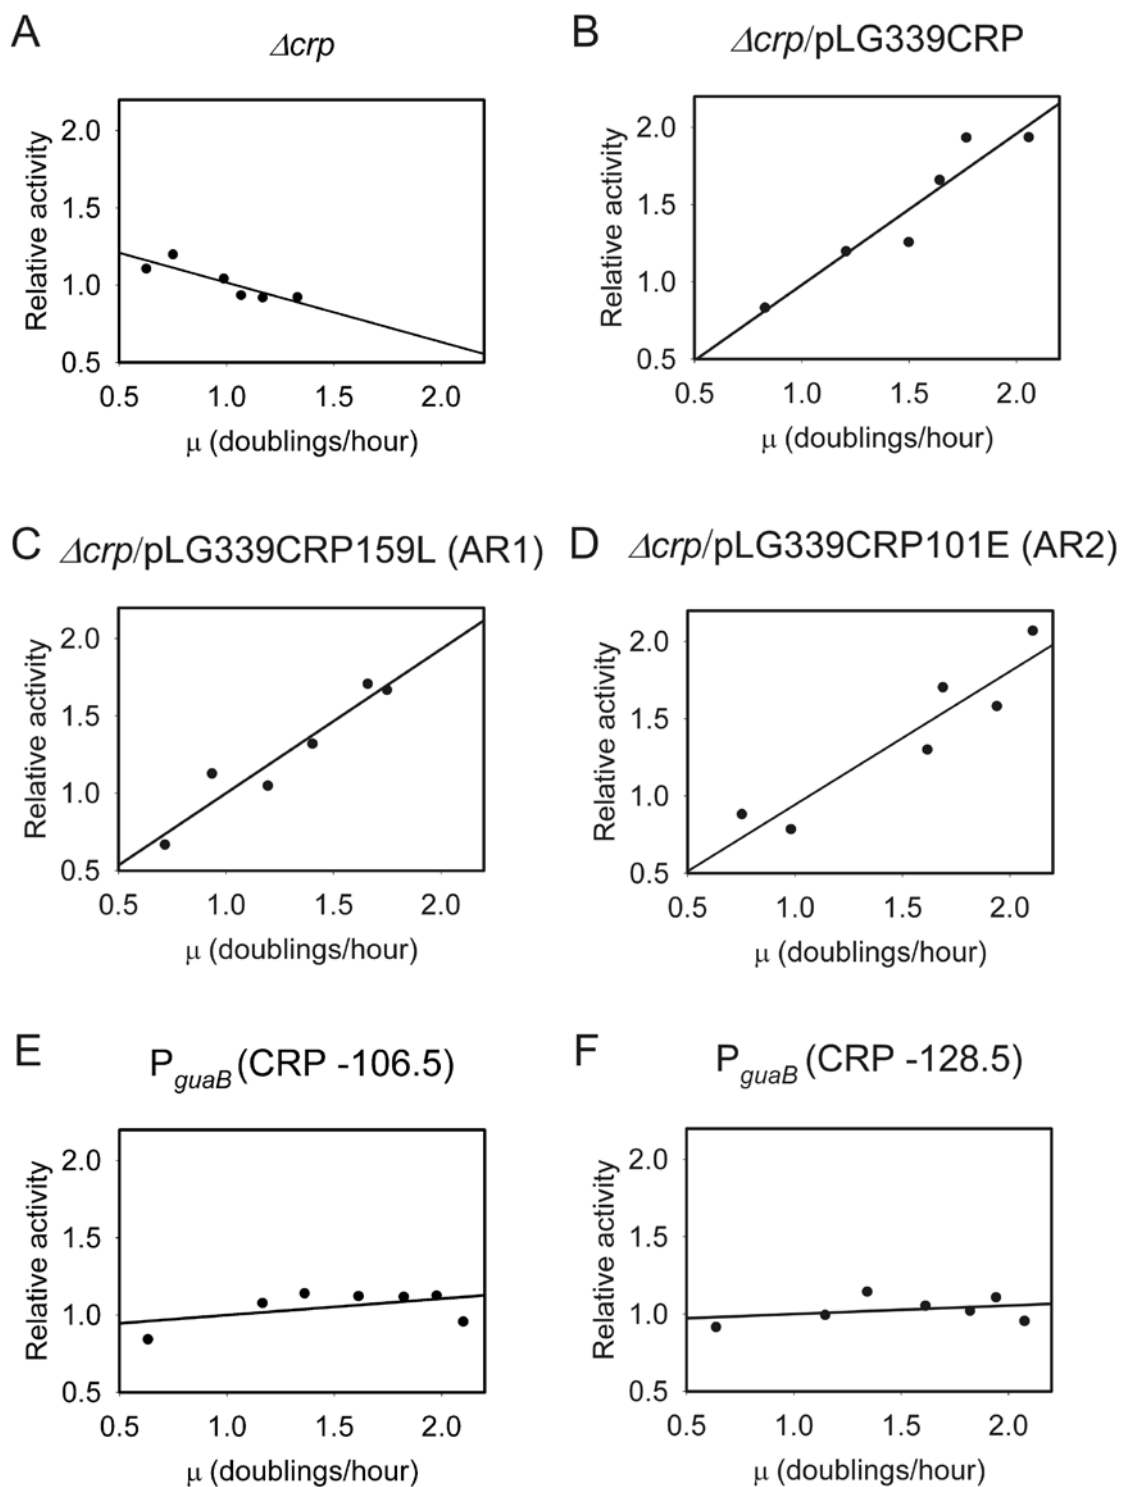 A
Δcrp
Relative activity
2.0
1.5
1.0
0.5
0.5 1.0 1.5 2.0
μ (doublings/hour)
B
Δcrp/pLG339CRP
Relative activity
2.0
1.5
1.0
0.5
0.5 1.0 1.5 2.0
μ (doublings/hour)
C
Δcrp/pLG339CRP159L (AR1)
Relative activity
2.0
1.5
1.0
0.5
0.5 1.0 1.5 2.0
μ (doublings/hour)
D
Δcrp/pLG339CRP101E (AR2)
Relative activity
2.0
1.5
1.0
0.5
0.5 1.0 1.5 2.0
μ (doublings/hour)
E
PguaB (CRP -106.5)
Relative activity
2.0
1.5
1.0
0.5
0.5 1.0 1.5 2.0
μ (doublings/hour)
F
PguaB (CRP -128.5)
Relative activity
2.0
1.5
1.0
0.5
0.5 1.0 1.5 2.0
μ (doublings/hour)